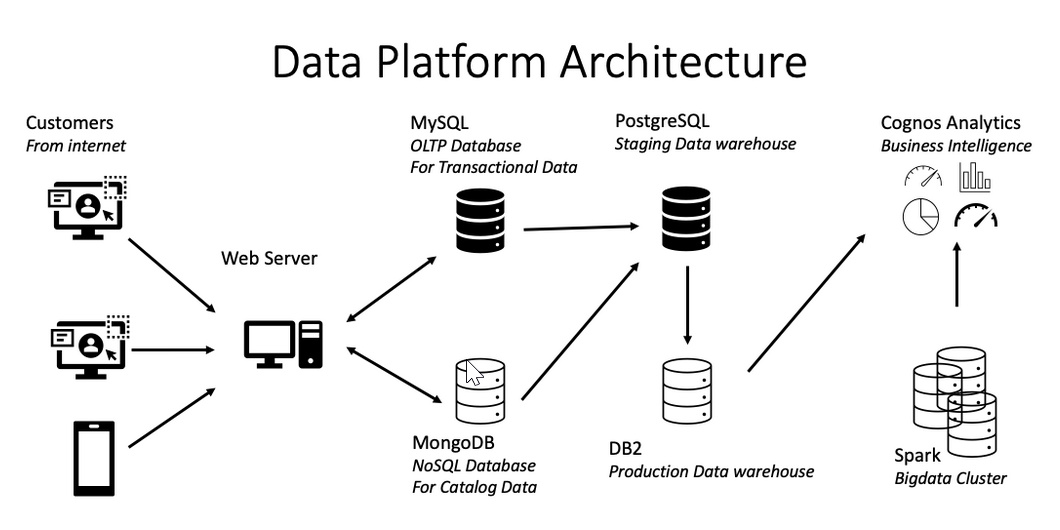 Data Platform Architecture
Customers
From internet
MySQL
OLTP Database
For Transactional Data
PostgreSQL
Staging Data warehouse
Cognos Analytics
Business Intelligence
Web Server
MongoDB
NoSQL Database
For Catalog Data
DB2
Production Data warehouse
Spark
Bigdata Cluster